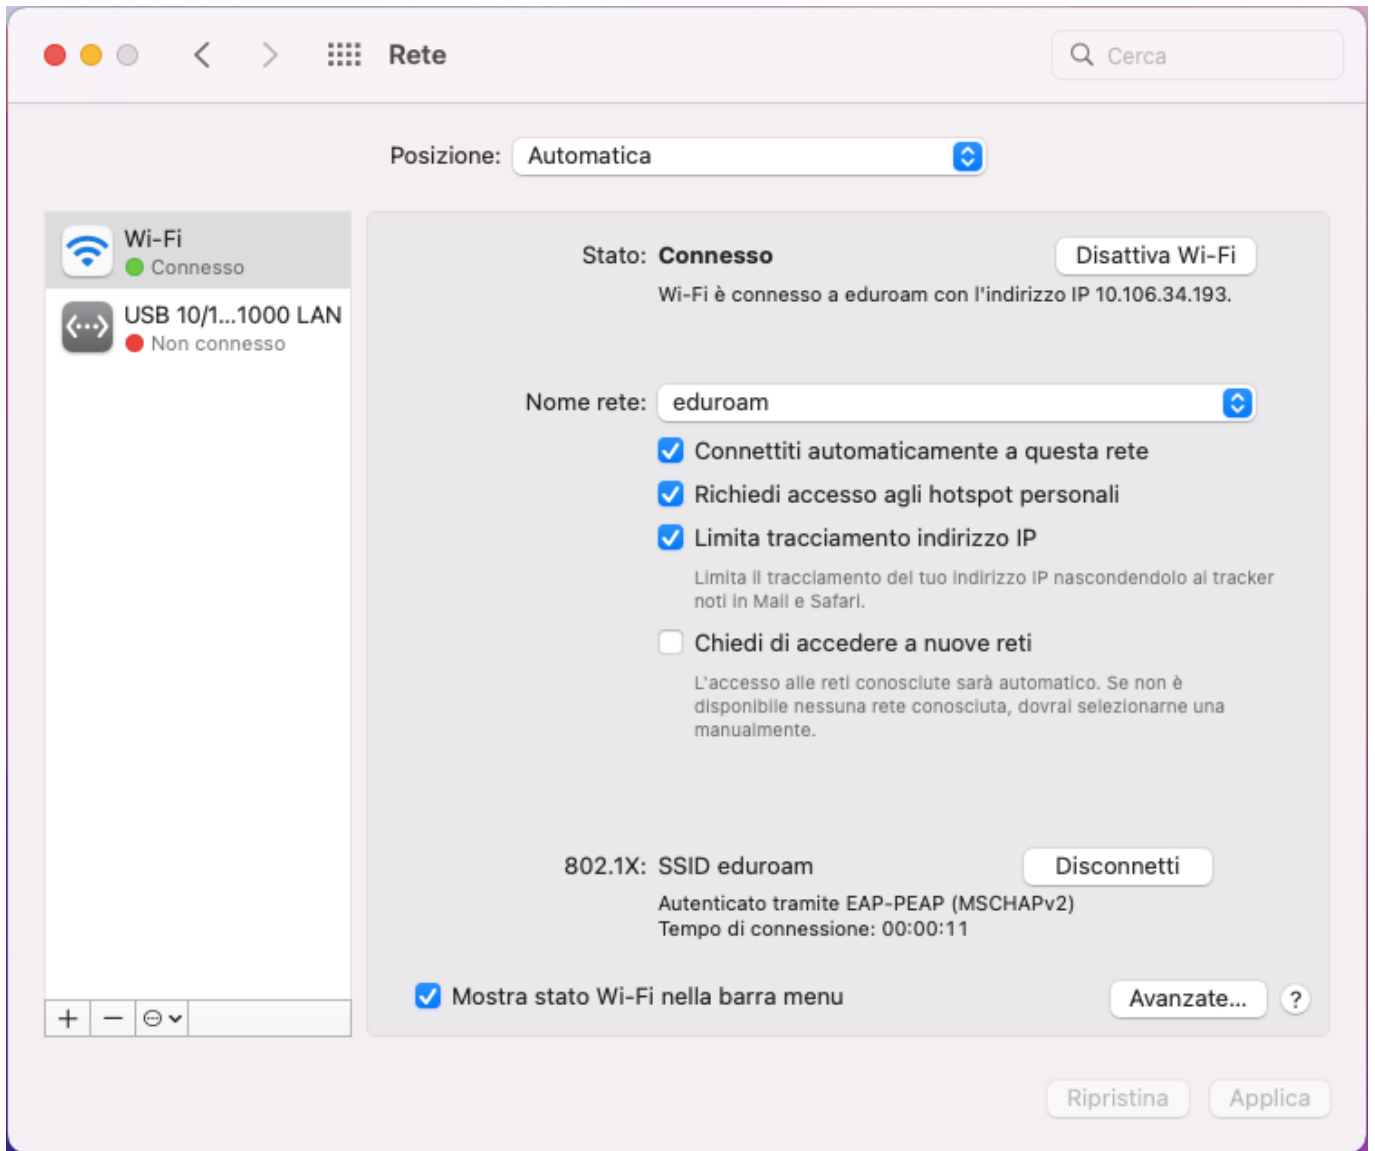 Rete
Cerca
Posizione: Automatica
Wi-Fi
Connesso
USB 10/1...1000 LAN
Non connesso
Stato: Connesso
Disattiva Wi-Fi
Wi-Fi è connesso a eduroam con l'indirizzo IP 10.106.34.193.
Nome rete: eduroam
Connettiti automaticamente a questa rete
Richiedi accesso agli hotspot personali
Limita tracciamento indirizzo IP
Limita il tracciamento del tuo indirizzo IP nascondendolo ai tracker
noti in Mail e Safari.
Chiedi di accedere a nuove reti
L'accesso alle reti conosciute sarà automatico. Se non è
disponibile nessuna rete conosciuta, dovrai selezionarne una
manualmente.
802.1X: SSID eduroam
Disconnetti
Autenticato tramite EAP-PEAP (MSCHAPv2)
Tempo di connessione: 00:00:11
Mostra stato Wi-Fi nella barra menu
Avanzate...
?
Ripristina
Applica